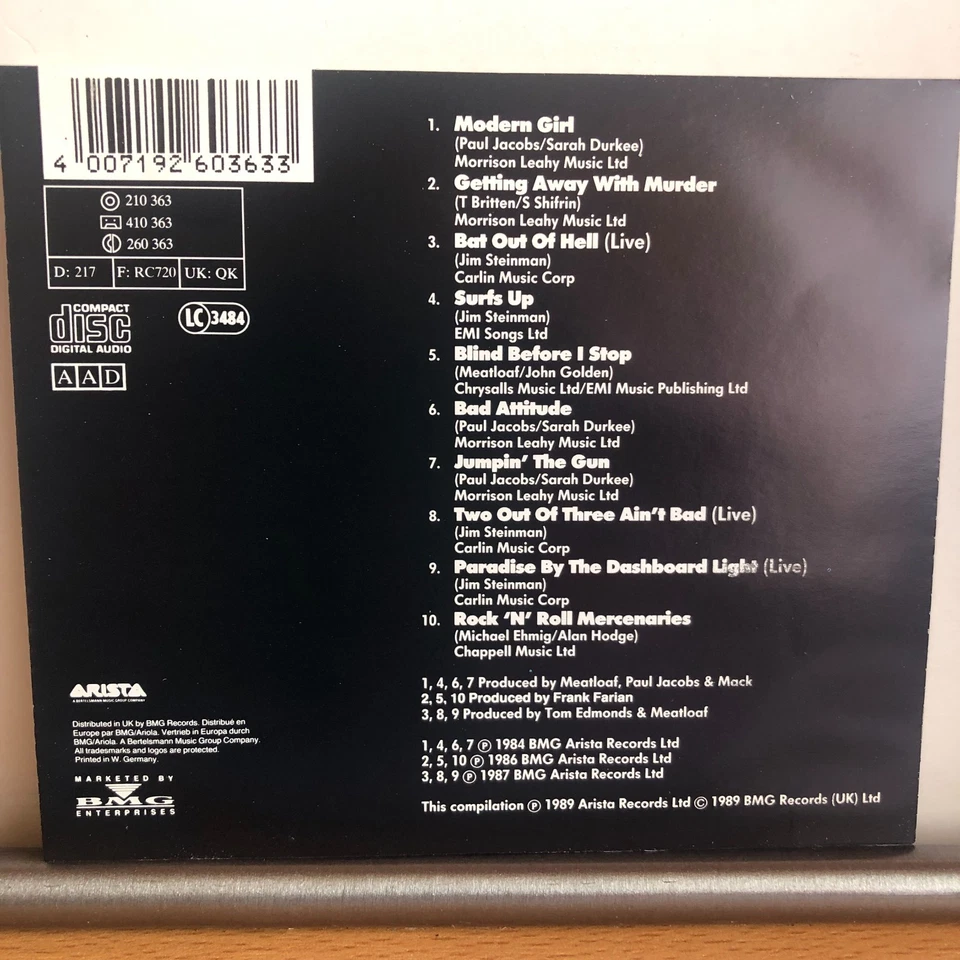 4 007192 603633
210 363
410 363
260 363
D: 217 F: RC720 UK: QK
COMPACT
disc
DIGITAL AUDIO
LC 3484
A A D
1. Modern Girl
(Paul Jacobs/Sarah Durkee)
Morrison Leahy Music Ltd
2. Getting Away With Murder
(T Britten/S Shifrin)
Morrison Leahy Music Ltd
3. Bat Out Of Hell (Live)
(Jim Steinman)
Carlin Music Corp
4. Surfs Up
(Jim Steinman)
EMI Songs Ltd
5. Blind Before I Stop
(Meatloaf/John Golden)
Chrysalls Music Ltd/EMI Music Publishing Ltd
6. Bad Attitude
(Paul Jacobs/Sarah Durkee)
Morrison Leahy Music Ltd
7. Jumpin' The Gun
(Paul Jacobs/Sarah Durkee)
Morrison Leahy Music Ltd
8. Two Out Of Three Ain't Bad (Live)
(Jim Steinman)
Carlin Music Corp
9. Paradise By The Dashboard Light (Live)
(Jim Steinman)
Carlin Music Corp
10. Rock 'N' Roll Mercenaries
(Michael Ehmig/Alan Hodge)
Chappell Music Ltd
1, 4, 6, 7 Produced by Meatloaf, Paul Jacobs & Mack
2, 5, 10 Produced by Frank Farian
3, 8, 9 Produced by Tom Edmonds & Meatloaf
1, 4, 6, 7 ℗ 1984 BMG Arista Records Ltd
2, 5, 10 ℗ 1986 BMG Arista Records Ltd
3, 8, 9 ℗ 1987 BMG Arista Records Ltd
This compilation ℗ 1989 Arista Records Ltd © 1989 BMG Records (UK) Ltd
ARISTA
A BERTELSMANN MUSIC GROUP COMPANY
Distributed in UK by BMG Records. Distribué en
Europe par BMG/Ariola. Vertrieb in Europa durch
BMG/Ariola. A Bertelsmann Music Group Company.
All trademarks and logos are protected.
Printed in W. Germany.
MARKETED BY
BMG
ENTERPRISES